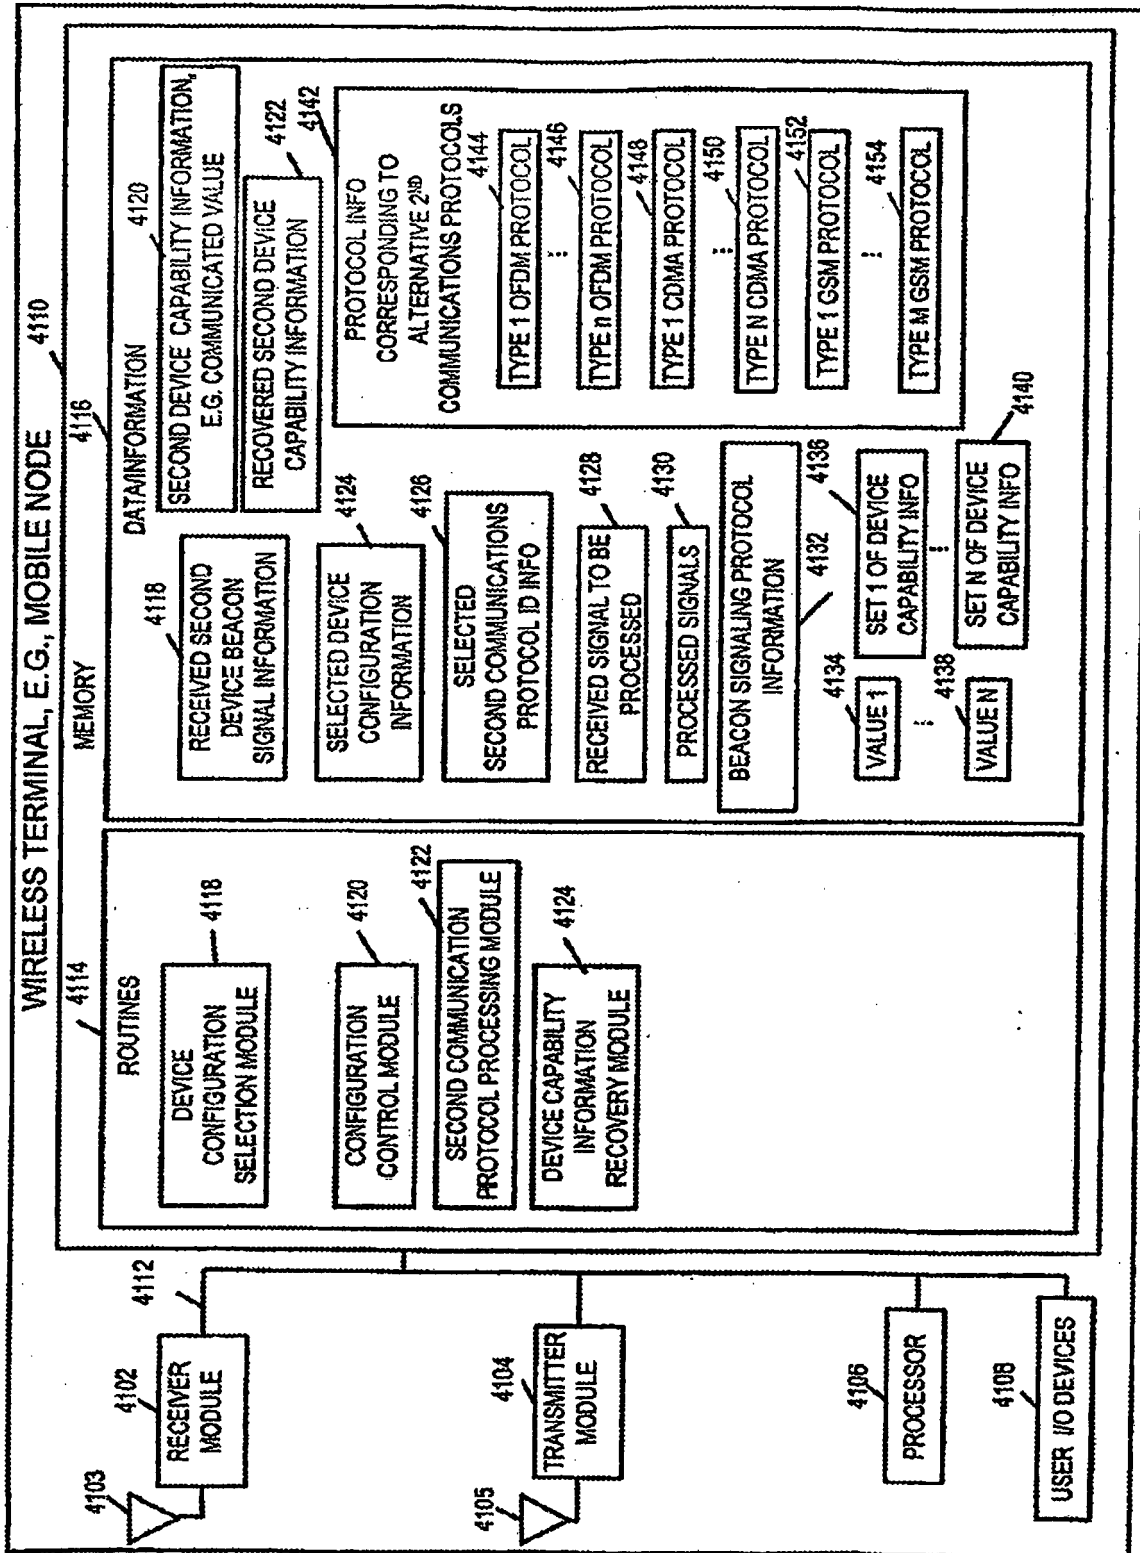 WIRELESS TERMINAL, E.G., MOBILE NODE
4110
MEMORY
4116
4114
ROUTINES
DEVICE
CONFIGURATION
SELECTION MODULE
4118
CONFIGURATION
CONTROL MODULE
4120
SECOND COMMUNICATION
PROTOCOL PROCESSING MODULE
4122
DEVICE CAPABILITY
INFORMATION
RECOVERY MODULE
4124
DATA/INFORMATION
4118
RECEIVED SECOND
DEVICE BEACON
SIGNAL INFORMATION
4120
SECOND DEVICE CAPABILITY INFORMATION,
E.G. COMMUNICATED VALUE
RECOVERED SECOND DEVICE
CAPABILITY INFORMATION
4122
SELECTED DEVICE
CONFIGURATION
INFORMATION
4124
SELECTED
SECOND COMMUNICATIONS
PROTOCOL ID INFO
4126
RECEIVED SIGNAL TO BE
PROCESSED
4128
PROCESSED SIGNALS
4130
BEACON SIGNALING PROTOCOL
INFORMATION
4132
4134
VALUE 1
4136
SET 1 OF DEVICE
CAPABILITY INFO
⋮
⋮
4138
VALUE N
4140
SET N OF DEVICE
CAPABILITY INFO
4142
PROTOCOL INFO
CORRESPONDING TO
ALTERNATIVE 2ND
COMMUNICATIONS PROTOCOLS
4144
TYPE 1 OFDM PROTOCOL
⋮
4146
TYPE n OFDM PROTOCOL
4148
TYPE 1 CDMA PROTOCOL
⋮
4150
TYPE N CDMA PROTOCOL
4152
TYPE 1 GSM PROTOCOL
⋮
4154
TYPE M GSM PROTOCOL
4103
4102
RECEIVER
MODULE
4112
4105
4104
TRANSMITTER
MODULE
4106
PROCESSOR
4108
USER I/O DEVICES